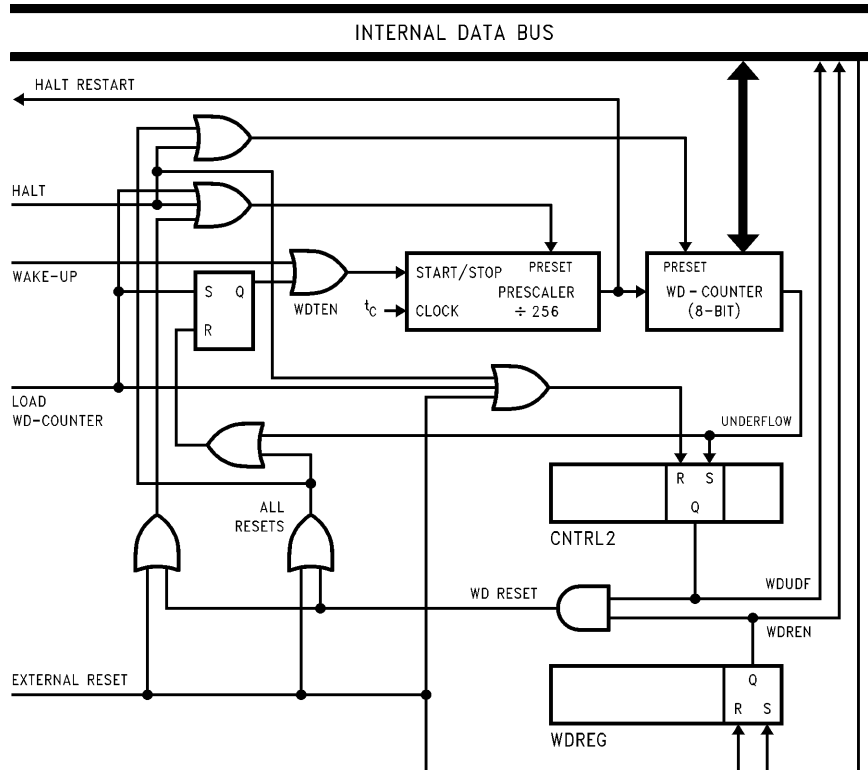 INTERNAL DATA BUS
HALT RESTART
HALT
WAKE-UP
S Q
R
WDTEN
START/STOP PRESET
PRESCALER
÷ 256
tC CLOCK
PRESET
WD-COUNTER
(8-BIT)
LOAD
WD-COUNTER
UNDERFLOW
R S
Q
CNTRL2
ALL
RESETS
WD RESET
WDUDF
WDREN
EXTERNAL RESET
Q
R S
WDREG